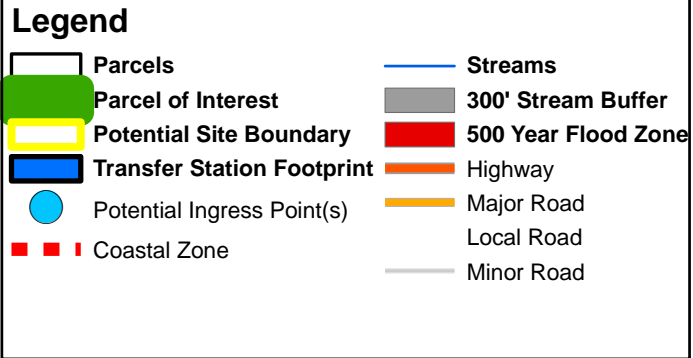 Legend
Parcels
Parcel of Interest
Potential Site Boundary
Transfer Station Footprint
Potential Ingress Point(s)
Coastal Zone
Streams
300' Stream Buffer
500 Year Flood Zone
Highway
Major Road
Local Road
Minor Road